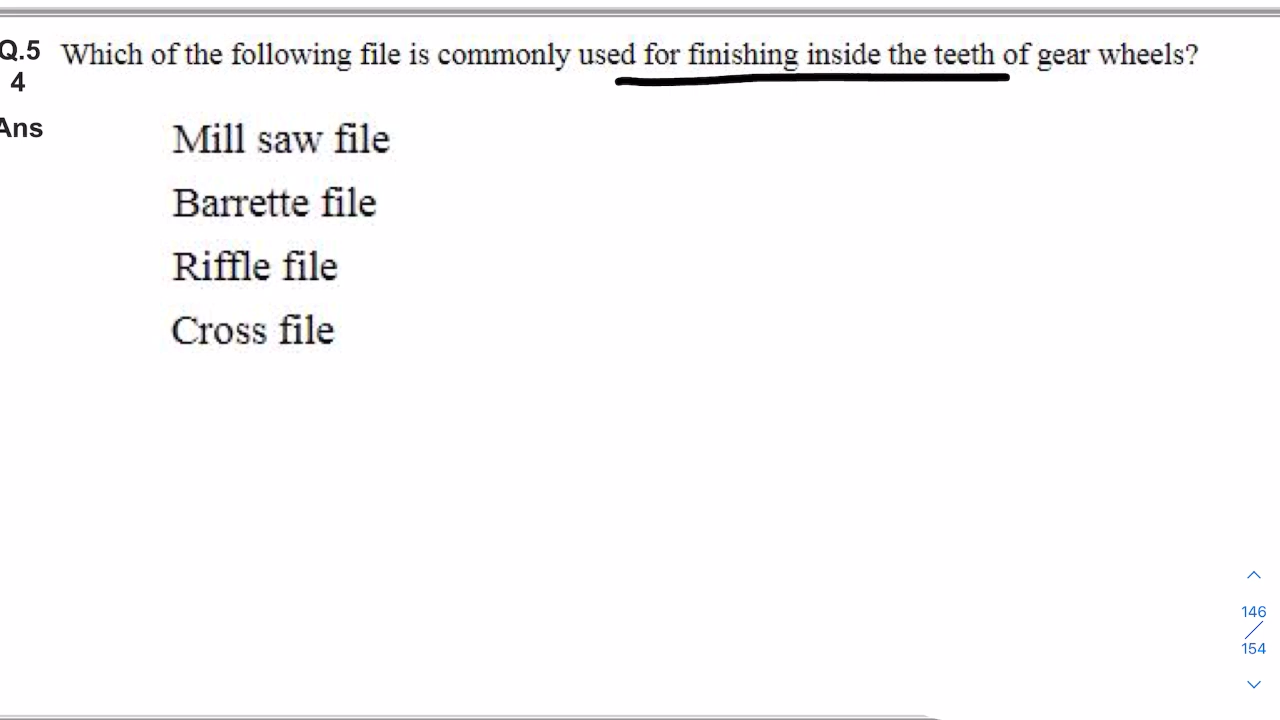 Q.5 Which of the following file is commonly used for finishing inside the teeth of gear wheels?
4
Ans
Mill saw file
Barrette file
Riffle file
Cross file
146
154